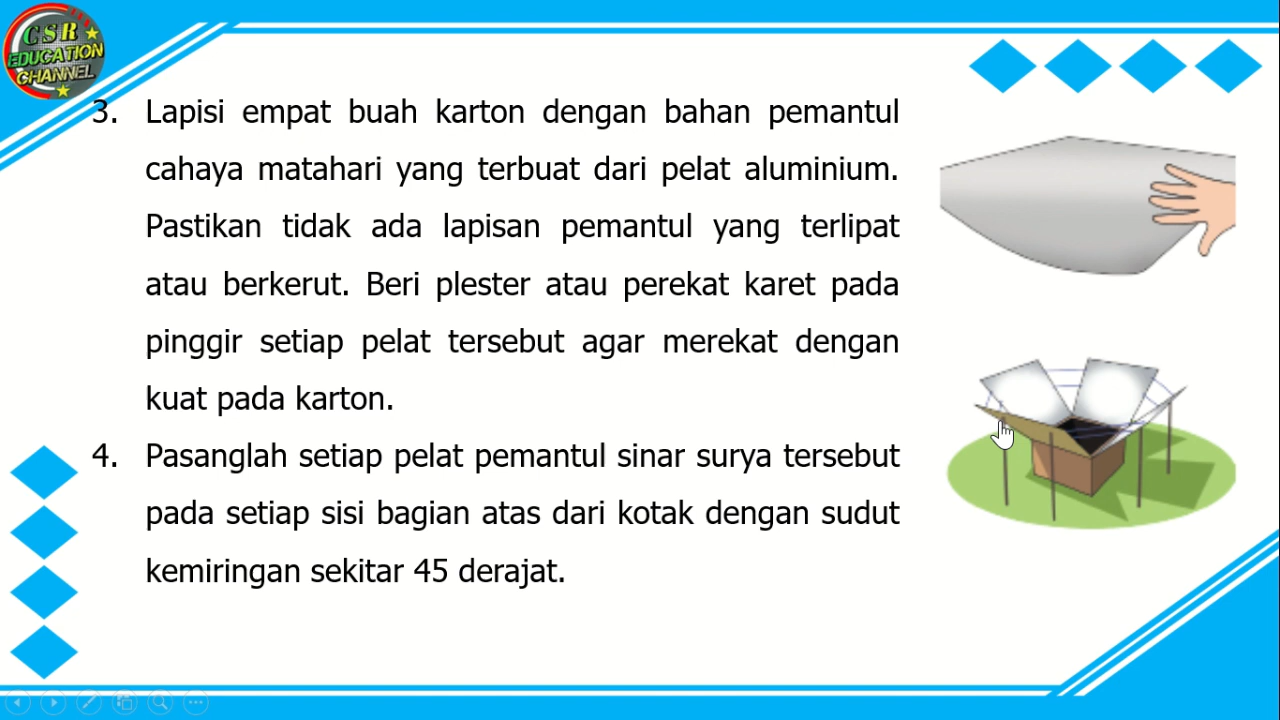 CSR
EDUCATION
CHANNEL
3. Lapisi empat buah karton dengan bahan pemantul
cahaya matahari yang terbuat dari pelat aluminium.
Pastikan tidak ada lapisan pemantul yang terlipat
atau berkerut. Beri plester atau perekat karet pada
pinggir setiap pelat tersebut agar merekat dengan
kuat pada karton.
4. Pasanglah setiap pelat pemantul sinar surya tersebut
pada setiap sisi bagian atas dari kotak dengan sudut
kemiringan sekitar 45 derajat.